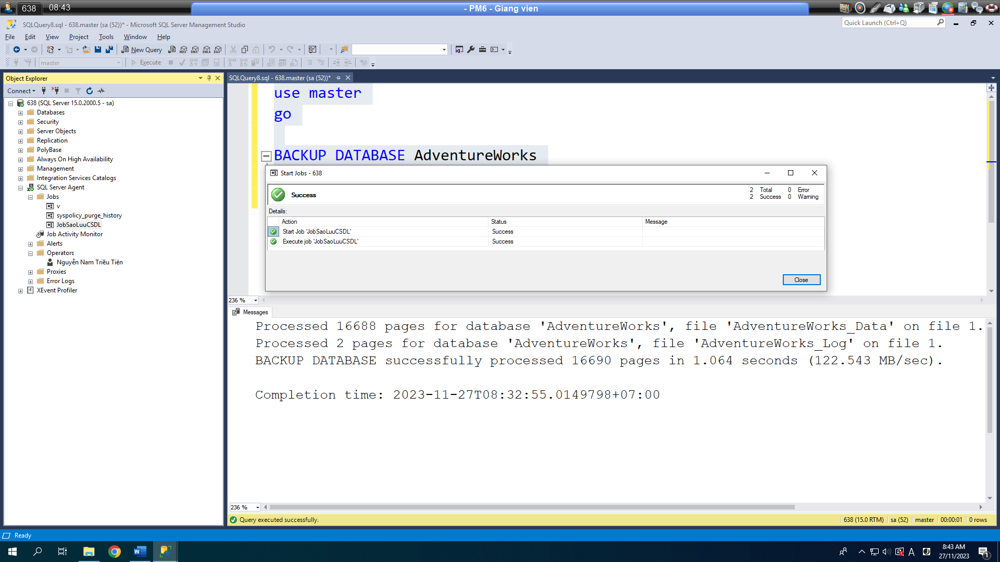 638
08:43
- PM6 - Giang vien
SQLQuery8.sql - 638.master (sa (52))* - Microsoft SQL Server Management Studio
Quick Launch (Ctrl+Q)
File Edit View Project Tools Window Help
New Query
MDX DMX XMLA DAX
master
Execute
Object Explorer
Connect
638 (SQL Server 15.0.2000.5 - sa)
Databases
Security
Server Objects
Replication
PolyBase
Always On High Availability
Management
Integration Services Catalogs
SQL Server Agent
Jobs
v
syspolicy_purge_history
JobSaoLuuCSDL
Job Activity Monitor
Alerts
Operators
Nguyễn Nam Triều Tiên
Proxies
Error Logs
XEvent Profiler
SQLQuery8.sql - 638.master (sa (52))*
use master
go
BACKUP DATABASE AdventureWorks
Start Jobs - 638
Success
2 Total 0 Error
2 Success 0 Warning
Details:
Action Status Message
Start Job 'JobSaoLuuCSDL' Success
Execute job 'JobSaoLuuCSDL' Success
Close
236 %
Messages
Processed 16688 pages for database 'AdventureWorks', file 'AdventureWorks_Data' on file 1.
Processed 2 pages for database 'AdventureWorks', file 'AdventureWorks_Log' on file 1.
BACKUP DATABASE successfully processed 16690 pages in 1.064 seconds (122.543 MB/sec).
Completion time: 2023-11-27T08:32:55.0149798+07:00
236 %
Query executed successfully.
638 (15.0 RTM) sa (52) master 00:00:01 0 rows
Ready
A
8:43 AM
27/11/2023
1